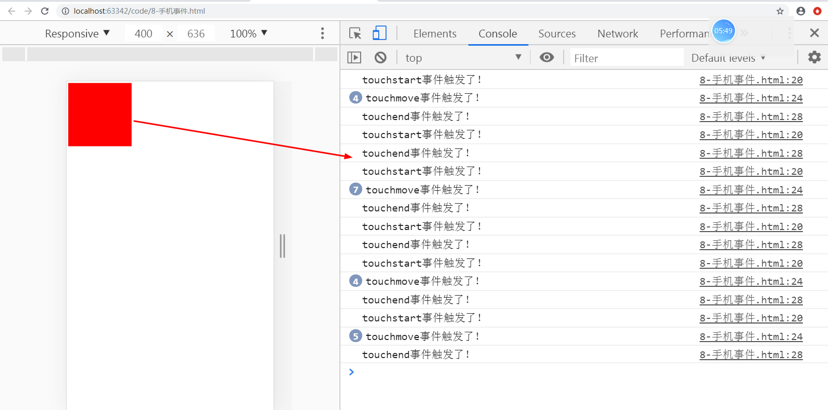 localhost:63342/code/8-手机事件.html
Responsive ▼ 400 × 636 100% ▼
Elements Console Sources Network Performan
05:49
top ▼ Filter Default levels ▼
touchstart事件触发了! 8-手机事件.html:20
4 touchmove事件触发了! 8-手机事件.html:24
touchend事件触发了! 8-手机事件.html:28
touchstart事件触发了! 8-手机事件.html:20
touchend事件触发了! 8-手机事件.html:28
touchstart事件触发了! 8-手机事件.html:20
7 touchmove事件触发了! 8-手机事件.html:24
touchend事件触发了! 8-手机事件.html:28
touchstart事件触发了! 8-手机事件.html:20
touchend事件触发了! 8-手机事件.html:28
touchstart事件触发了! 8-手机事件.html:20
4 touchmove事件触发了! 8-手机事件.html:24
touchend事件触发了! 8-手机事件.html:28
touchstart事件触发了! 8-手机事件.html:20
5 touchmove事件触发了! 8-手机事件.html:24
touchend事件触发了! 8-手机事件.html:28